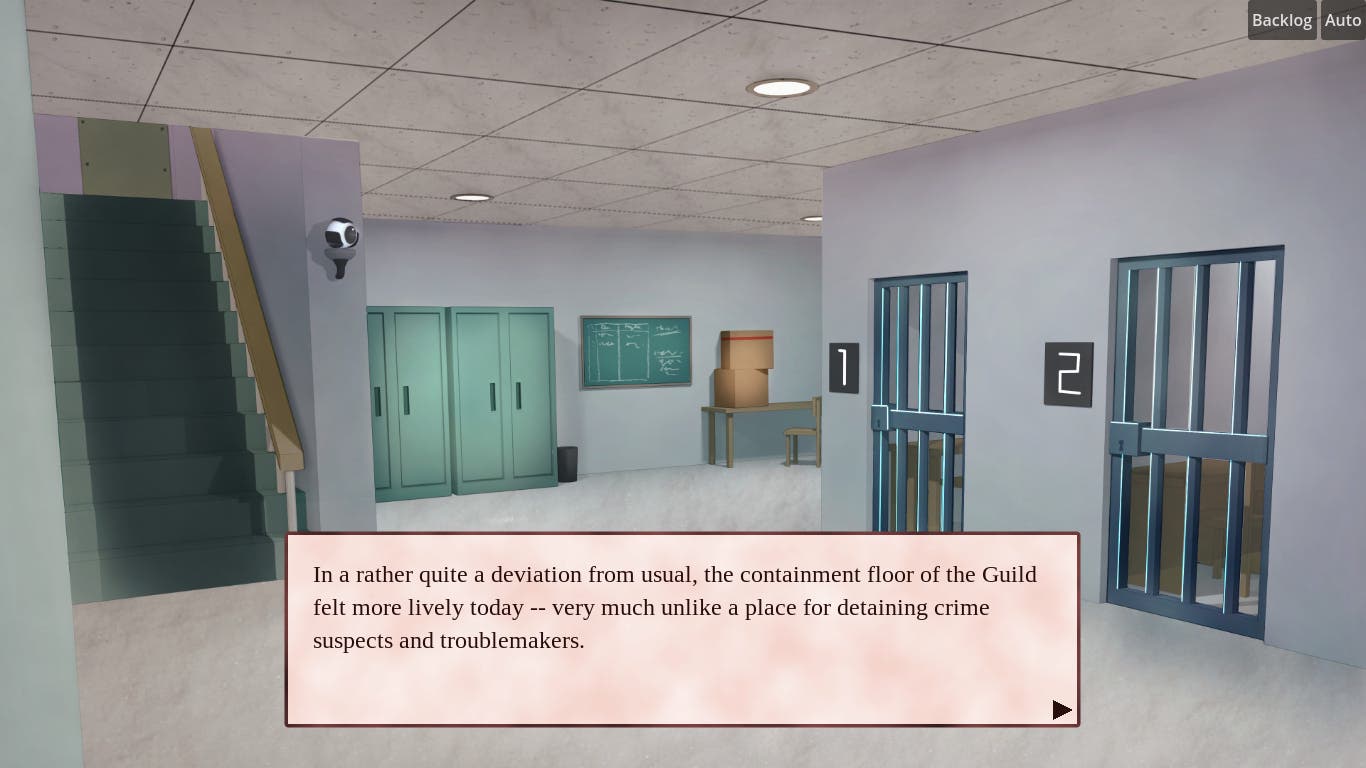 Backlog Auto
1
2
In a rather quite a deviation from usual, the containment floor of the Guild
felt more lively today -- very much unlike a place for detaining crime
suspects and troublemakers.